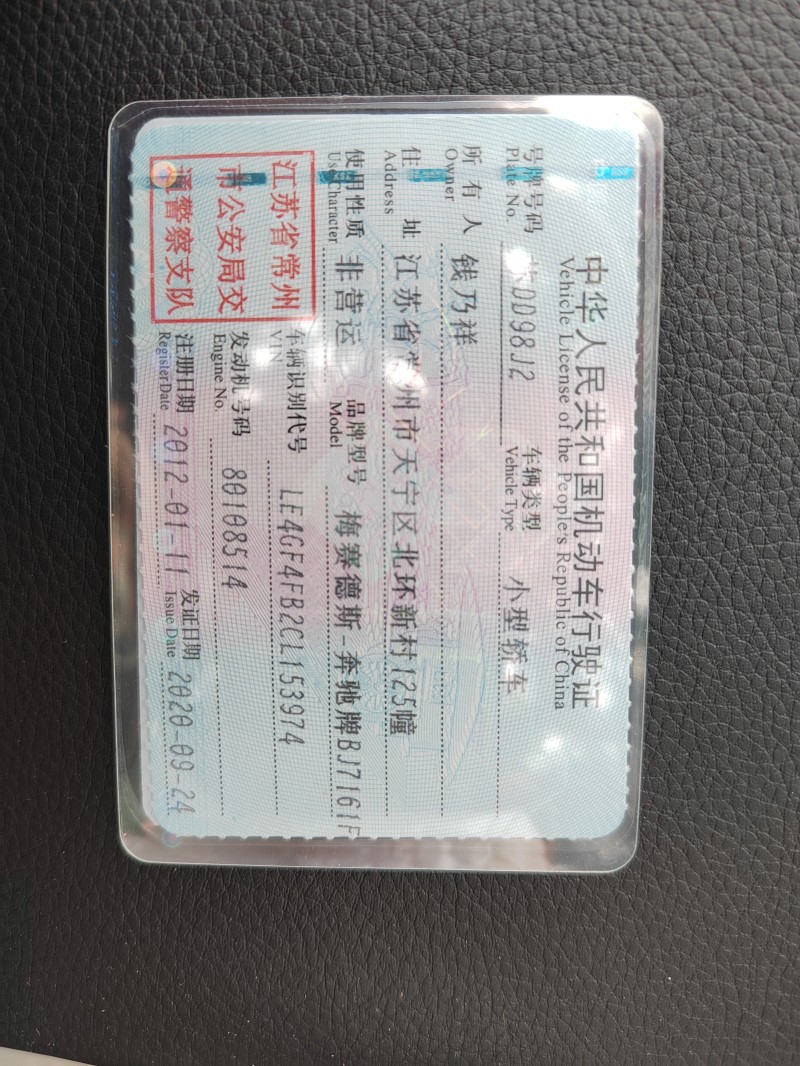 中华人民共和国机动车行驶证
Vehicle License of the People's Republic of China
号牌号码 Plate No. DD98J2 车辆类型 Vehicle Type 小型轿车
所有人 Owner 钱乃祥
住址 Address 江苏省常州市天宁区北环新村125幢
使用性质 Use Character 非营运 品牌型号 Model 梅赛德斯-奔驰牌BJ7161F
江苏省常州
市公安局交
通警察支队
车辆识别代号 VIN LE4GF4FB2CL153974
发动机号码 Engine No. 80108514
注册日期 Register Date 2012-01-11 发证日期 Issue Date 2020-09-24